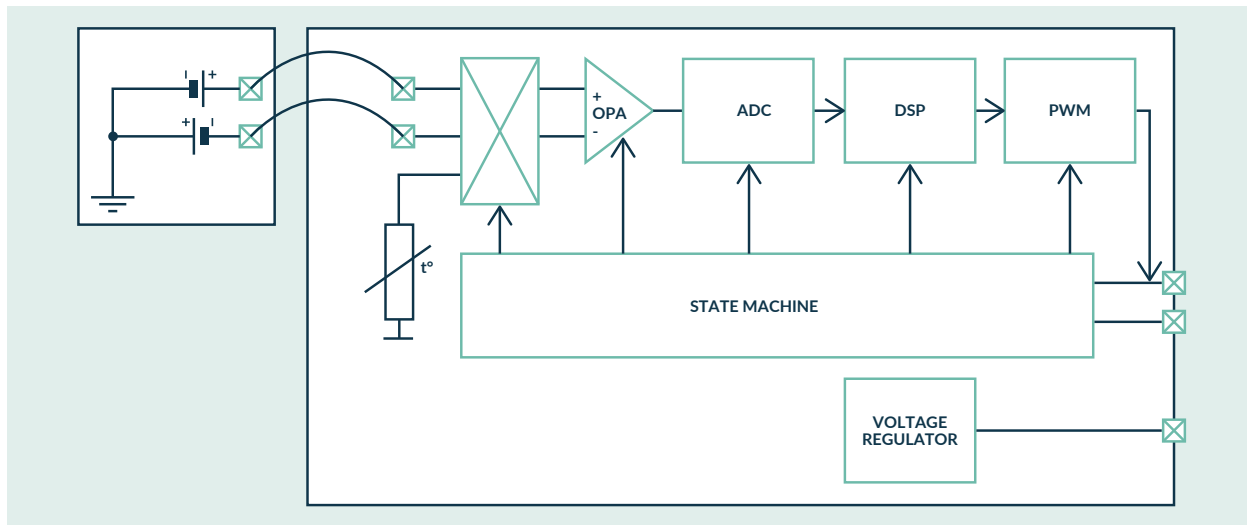 +
+
+
OPA
-
ADC
DSP
PWM
t°
STATE MACHINE
VOLTAGE
REGULATOR